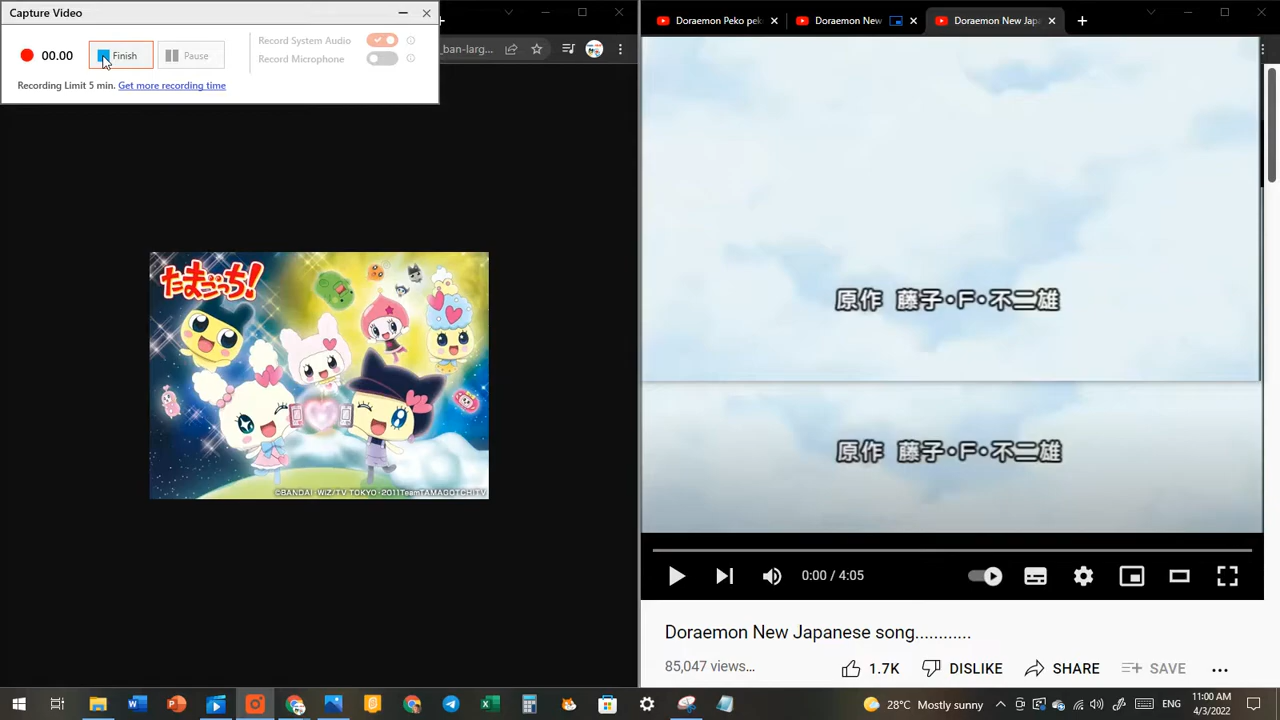 Capture Video
00.00
Finish
Pause
Record System Audio
Record Microphone
Recording Limit 5 min. Get more recording time
_ban-larg...
Doraemon Peko pek
Doraemon New
Doraemon New Japa
たまごっち!
©BANDAI・WiZ/TV TOKYO・2011TeamTAMAGOTCHITV
原作 藤子・F・不二雄
原作 藤子・F・不二雄
0:00 / 4:05
Doraemon New Japanese song............
85,047 views...
1.7K
DISLIKE
SHARE
SAVE
28°C Mostly sunny
ENG
11:00 AM
4/3/2022